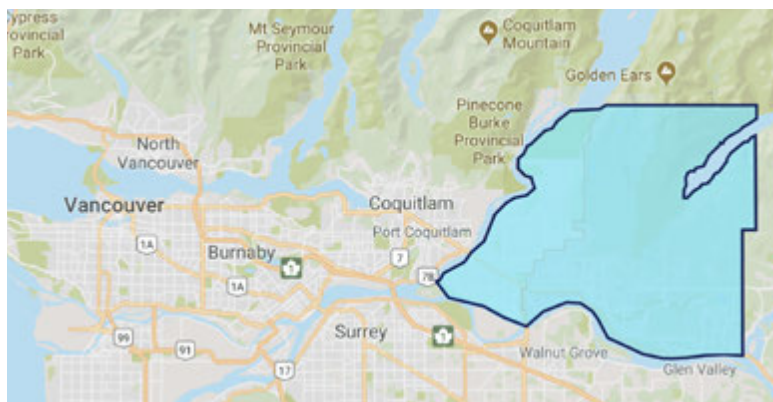 Cypress
Provincial
Park
Mt Seymour
Provincial
Park
Coquitlam
Mountain
Golden Ears
Pinecone
Burke
Provincial
Park
North
Vancouver
Vancouver
Coquitlam
Port Coquitlam
1A
Burnaby
1
7
7B
1A
Surrey
1
99
91
17
Walnut Grove
Glen Valley